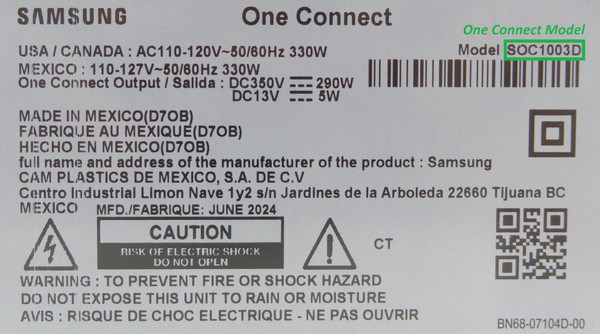 SAMSUNG One Connect
One Connect Model
USA / CANADA : AC110-120V~50/60Hz 330W Model SOC1003D
MEXICO : 110-127V~50/60Hz 330W
One Connect Output / Salida : DC350V ⎓ 290W
DC13V ⎓ 5W
MADE IN MEXICO(D7OB)
FABRIQUE AU MEXIQUE(D7OB)
HECHO EN MEXICO(D7OB)
full name and address of the manufacturer of the product : Samsung
CAM PLASTICS DE MEXICO, S.A DE C.V
Centro Industrial Limon Nave 1y2 s/n Jardines de la Arboleda 22660 Tijuana BC
MEXICO MFD./FABRIQUE: JUNE 2024
CAUTION
RISK OF ELECTRIC SHOCK
DO NOT OPEN
CT
WARNING : TO PREVENT FIRE OR SHOCK HAZARD
DO NOT EXPOSE THIS UNIT TO RAIN OR MOISTURE
AVIS : RISQUE DE CHOC ELECTRIQUE - NE PAS OUVRIR
BN68-07104D-00